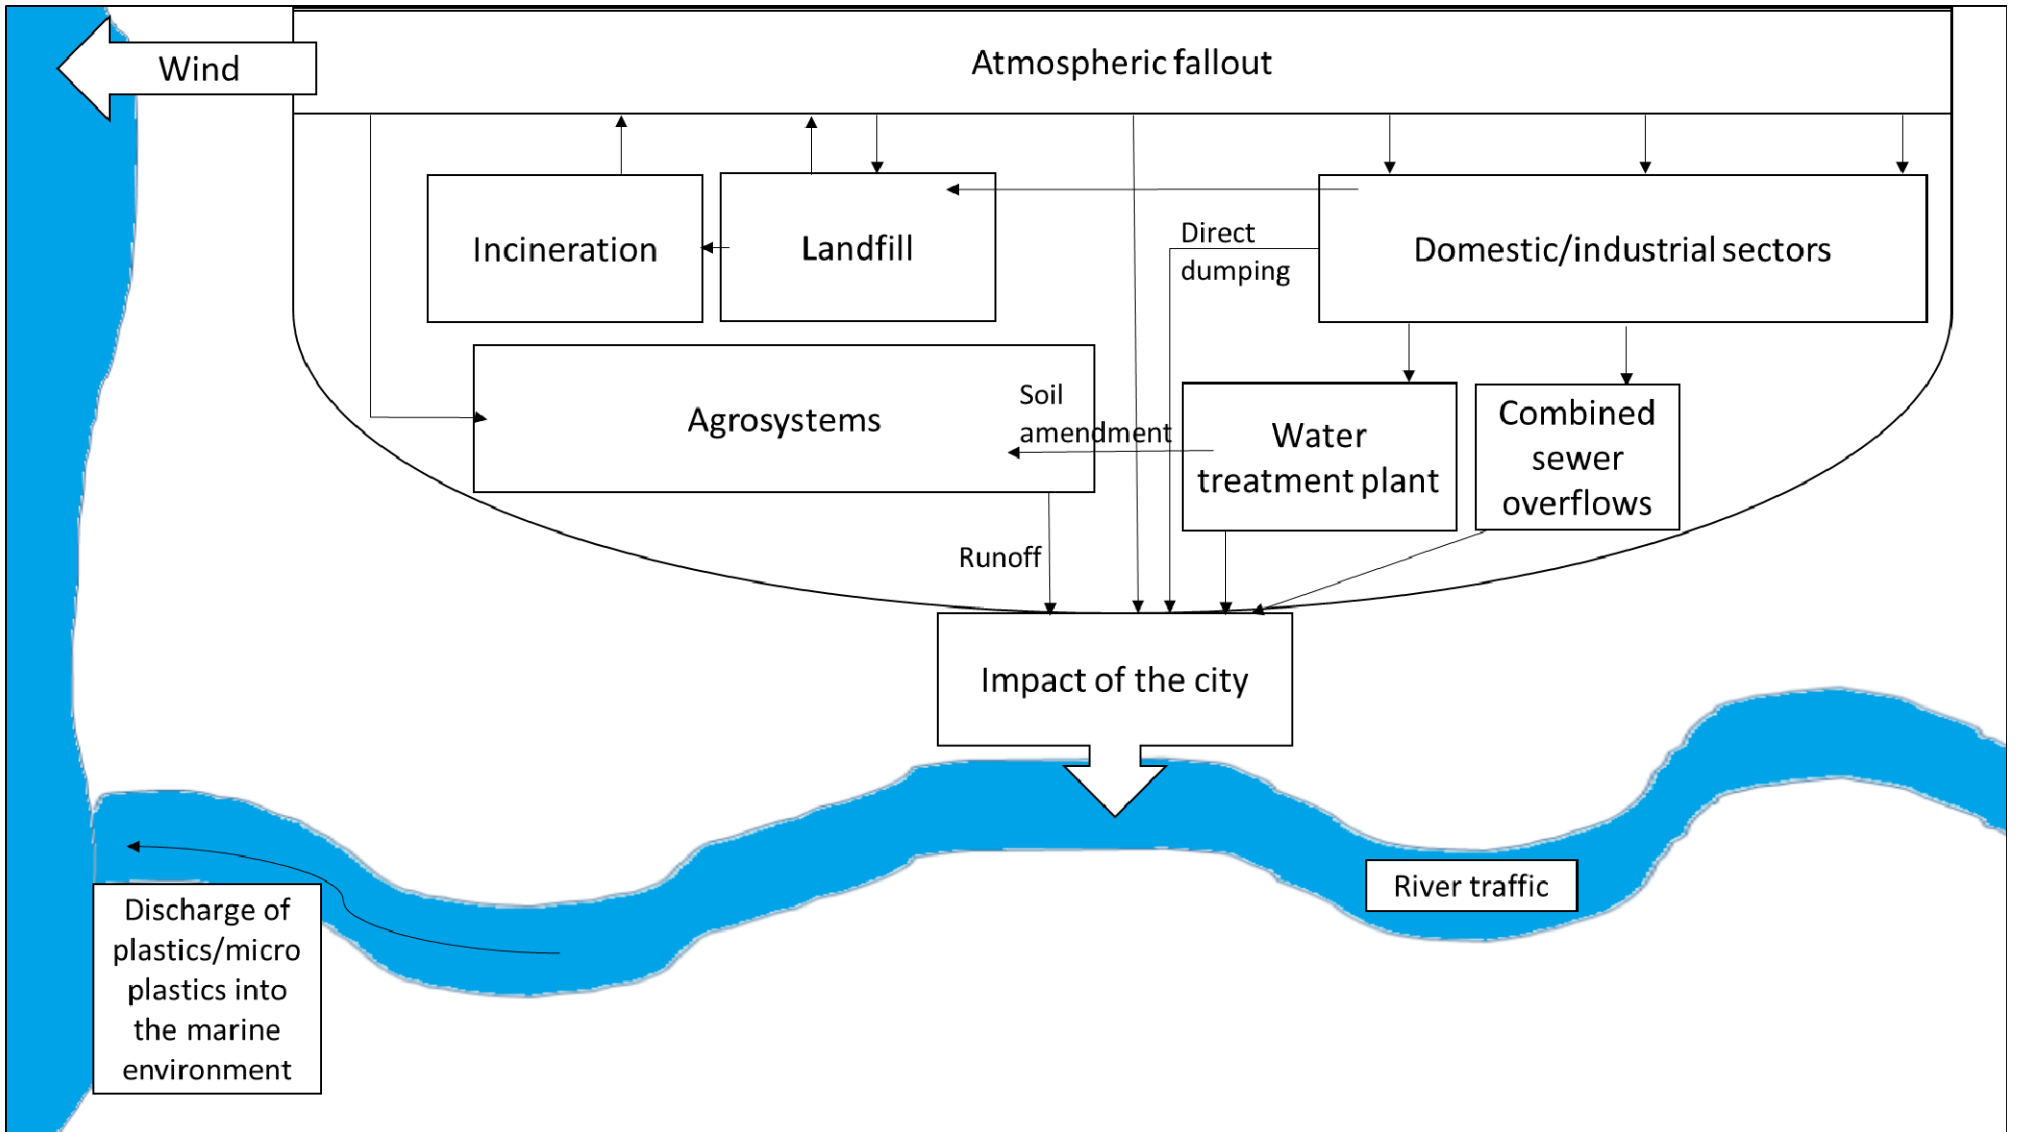 Atmospheric fallout
Wind
Incineration
Landfill
Direct
dumping
Domestic/industrial sectors
Agrosystems
Soil
amendment
Water
treatment plant
Combined
sewer
overflows
Runoff
Impact of the city
River traffic
Discharge of
plastics/micro
plastics into
the marine
environment